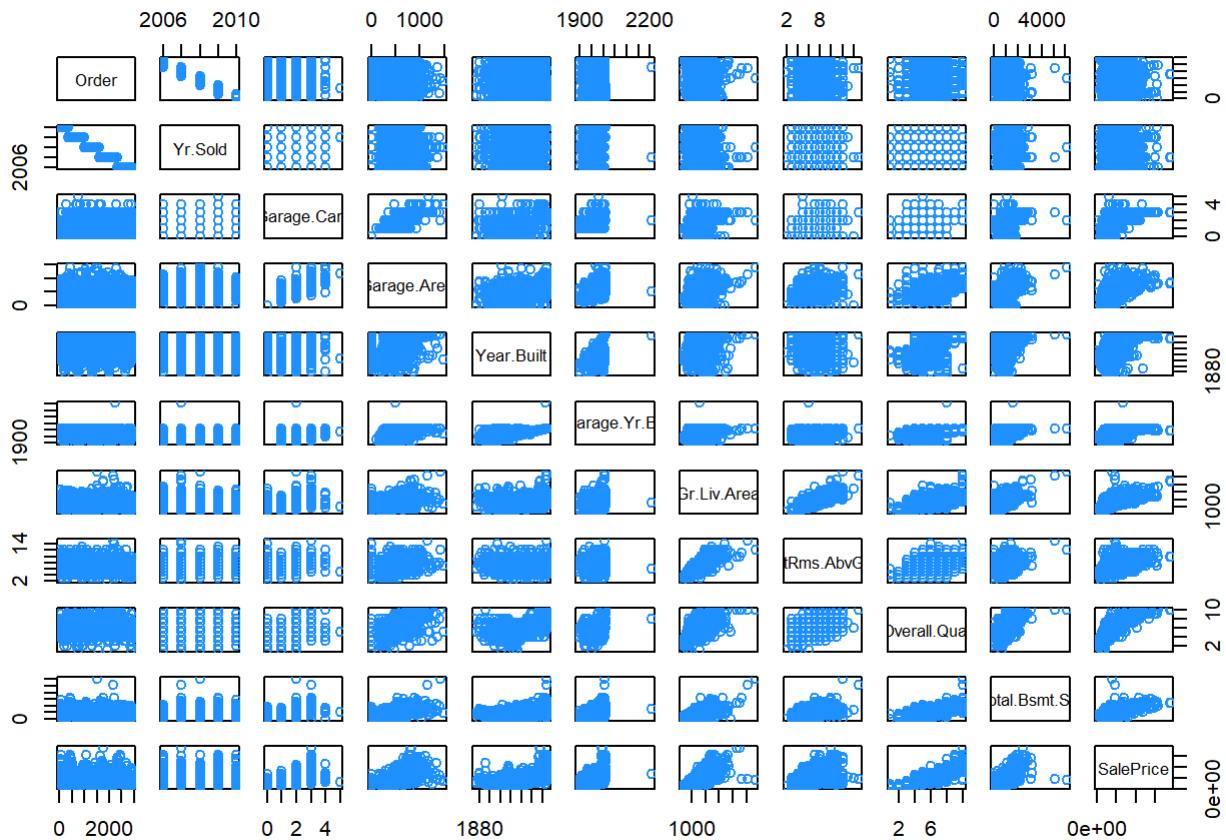 2006 2010 0 1000 1900 2200 2 8 0 4000
Order 0
2006 Yr.Sold
Garage.Car 4 0
0 Garage.Are
Year.Built 1880
1900 arage.Yr.B
Gr.Liv.Area 1000
14 2 tRms.AbvG
Overall.Qua 10 2
0 otal.Bsmt.S
SalePrice 0e+00
0 2000 0 2 4 1880 1000 2 6 0e+00